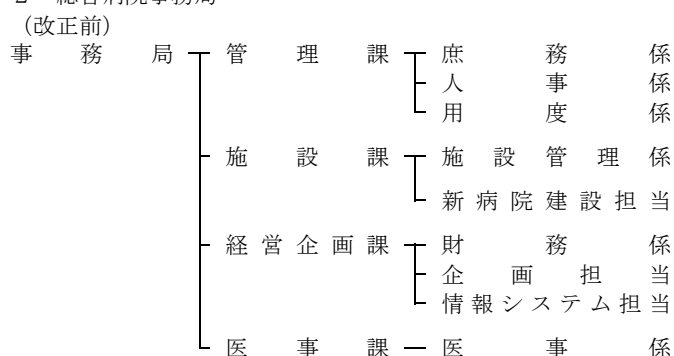 (改正前)
事務局 管理課 庶務係
人事係
用度係
施設課 施設管理係
新病院建設担当
経営企画課 財務係
企画担当
情報システム担当
医事課 医事係